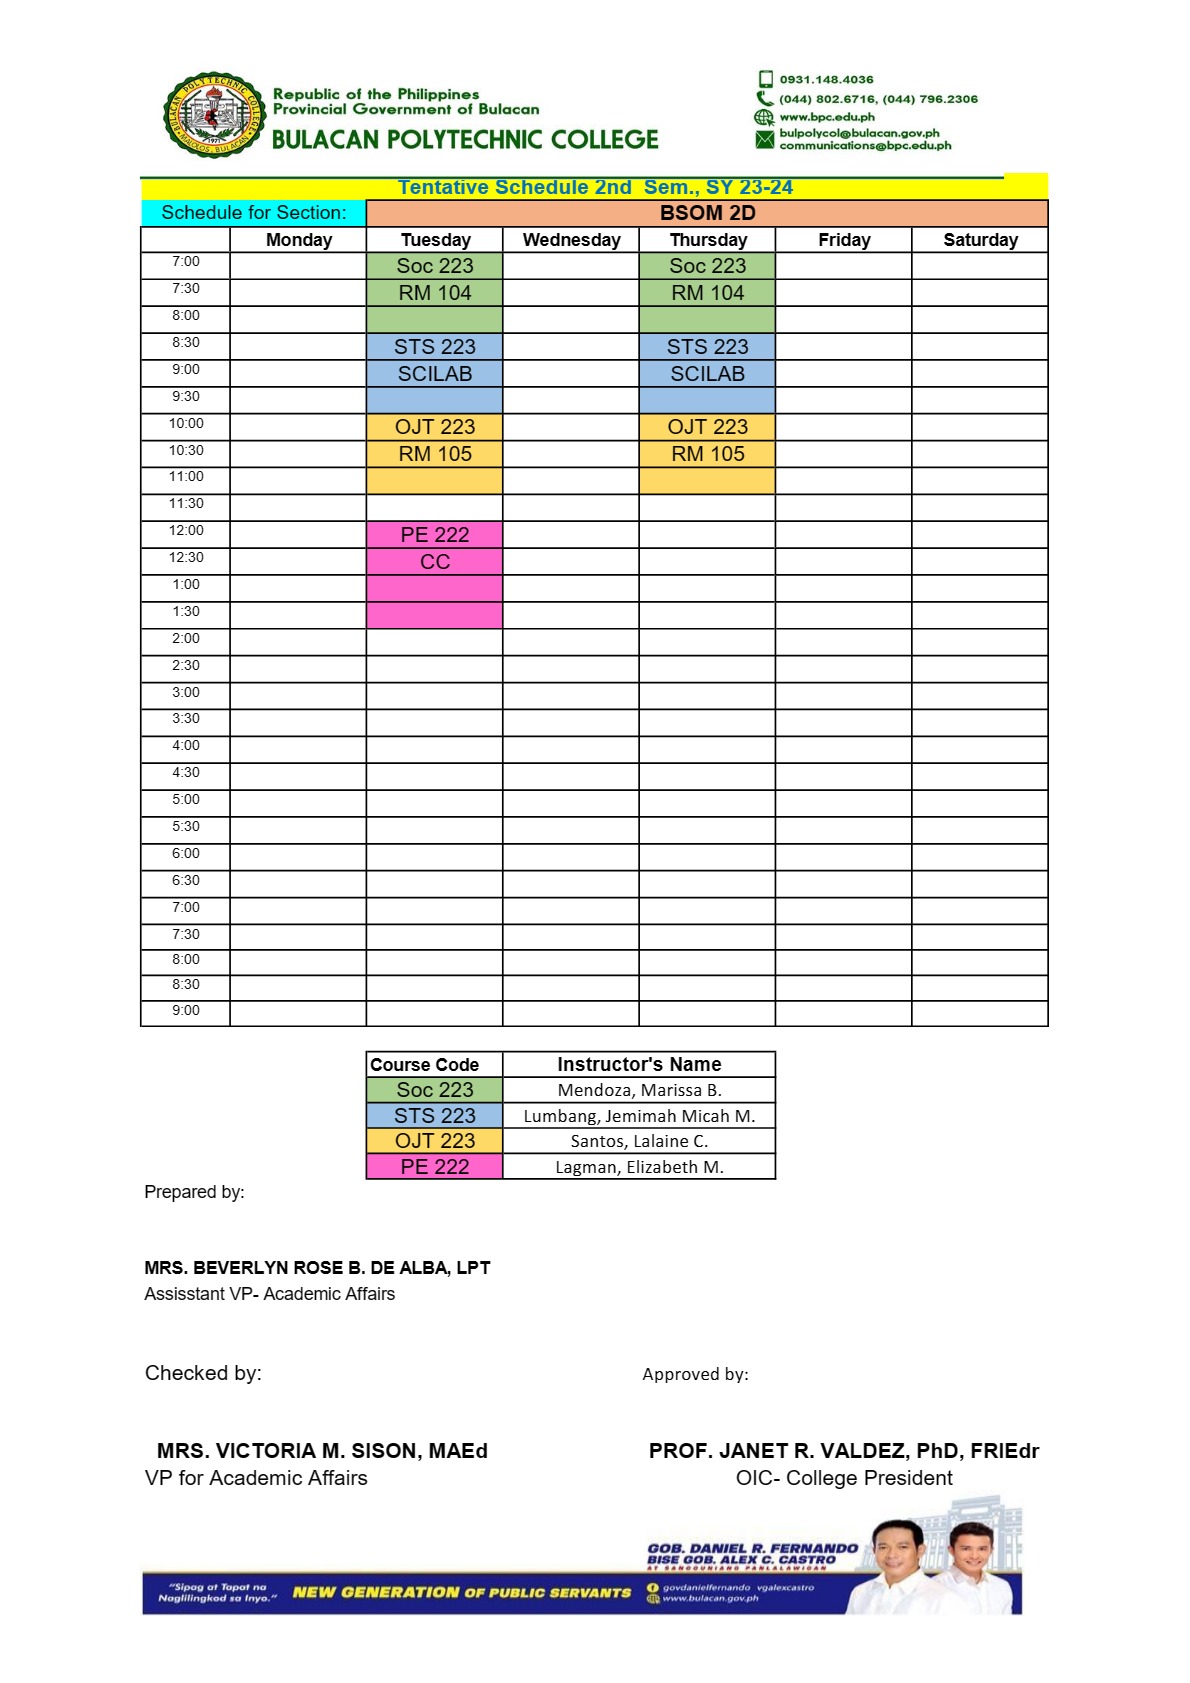 BULACAN POLYTECHNIC COLLEGE
MALOLOS, BULACAN
1971
Republic of the Philippines
Provincial Government of Bulacan
BULACAN POLYTECHNIC COLLEGE
0931.148.4036
(044) 802.6716, (044) 796.2306
www.bpc.edu.ph
bulpolycol@bulacan.gov.ph
communications@bpc.edu.ph
Tentative Schedule 2nd Sem., SY 23-24
Schedule for Section: BSOM 2D
Monday Tuesday Wednesday Thursday Friday Saturday
7:00 Soc 223 Soc 223
7:30 RM 104 RM 104
8:00
8:30 STS 223 STS 223
9:00 SCILAB SCILAB
9:30
10:00 OJT 223 OJT 223
10:30 RM 105 RM 105
11:00
11:30
12:00 PE 222
12:30 CC
1:00
1:30
2:00
2:30
3:00
3:30
4:00
4:30
5:00
5:30
6:00
6:30
7:00
7:30
8:00
8:30
9:00
Course Code Instructor's Name
Soc 223 Mendoza, Marissa B.
STS 223 Lumbang, Jemimah Micah M.
OJT 223 Santos, Lalaine C.
PE 222 Lagman, Elizabeth M.
Prepared by:
MRS. BEVERLYN ROSE B. DE ALBA, LPT
Assisstant VP- Academic Affairs
Checked by: Approved by:
MRS. VICTORIA M. SISON, MAEd PROF. JANET R. VALDEZ, PhD, FRIEdr
VP for Academic Affairs OIC- College President
GOB. DANIEL R. FERNANDO
BISE GOB. ALEX C. CASTRO
AT SANGGUNIANG PANLALAWIGAN
"Sipag at Tapat na
Naglilingkod sa Inyo."
NEW GENERATION OF PUBLIC SERVANTS
govdanielfernando vgalexcastro
www.bulacan.gov.ph